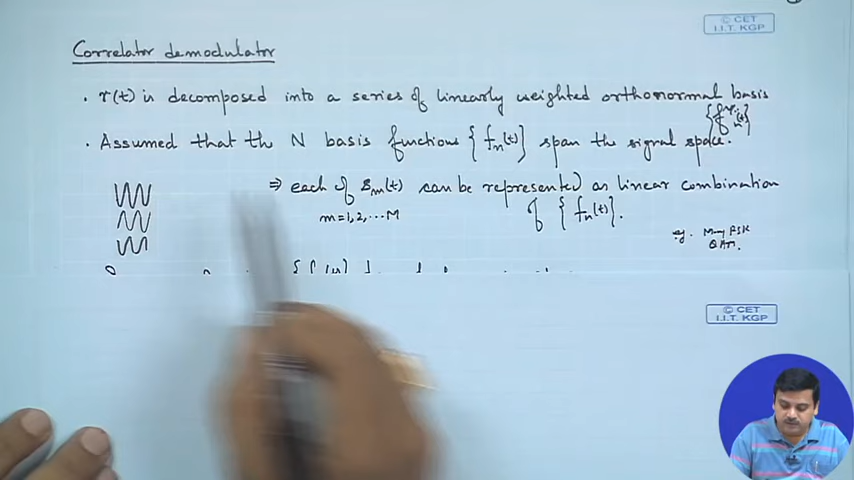 © CET
I.I.T. KGP
Correlator demodulator
• r(t) is decomposed into a series of linearly weighted orthonormal basis
{fn(t)}
• Assumed that the N basis functions {fn(t)} span the signal space.
⇒ each of sm(t) can be represented as linear combination
m=1,2,...M
of {fn(t)}.
eg. M-ary PSK
QAM.
© CET
I.I.T. KGP